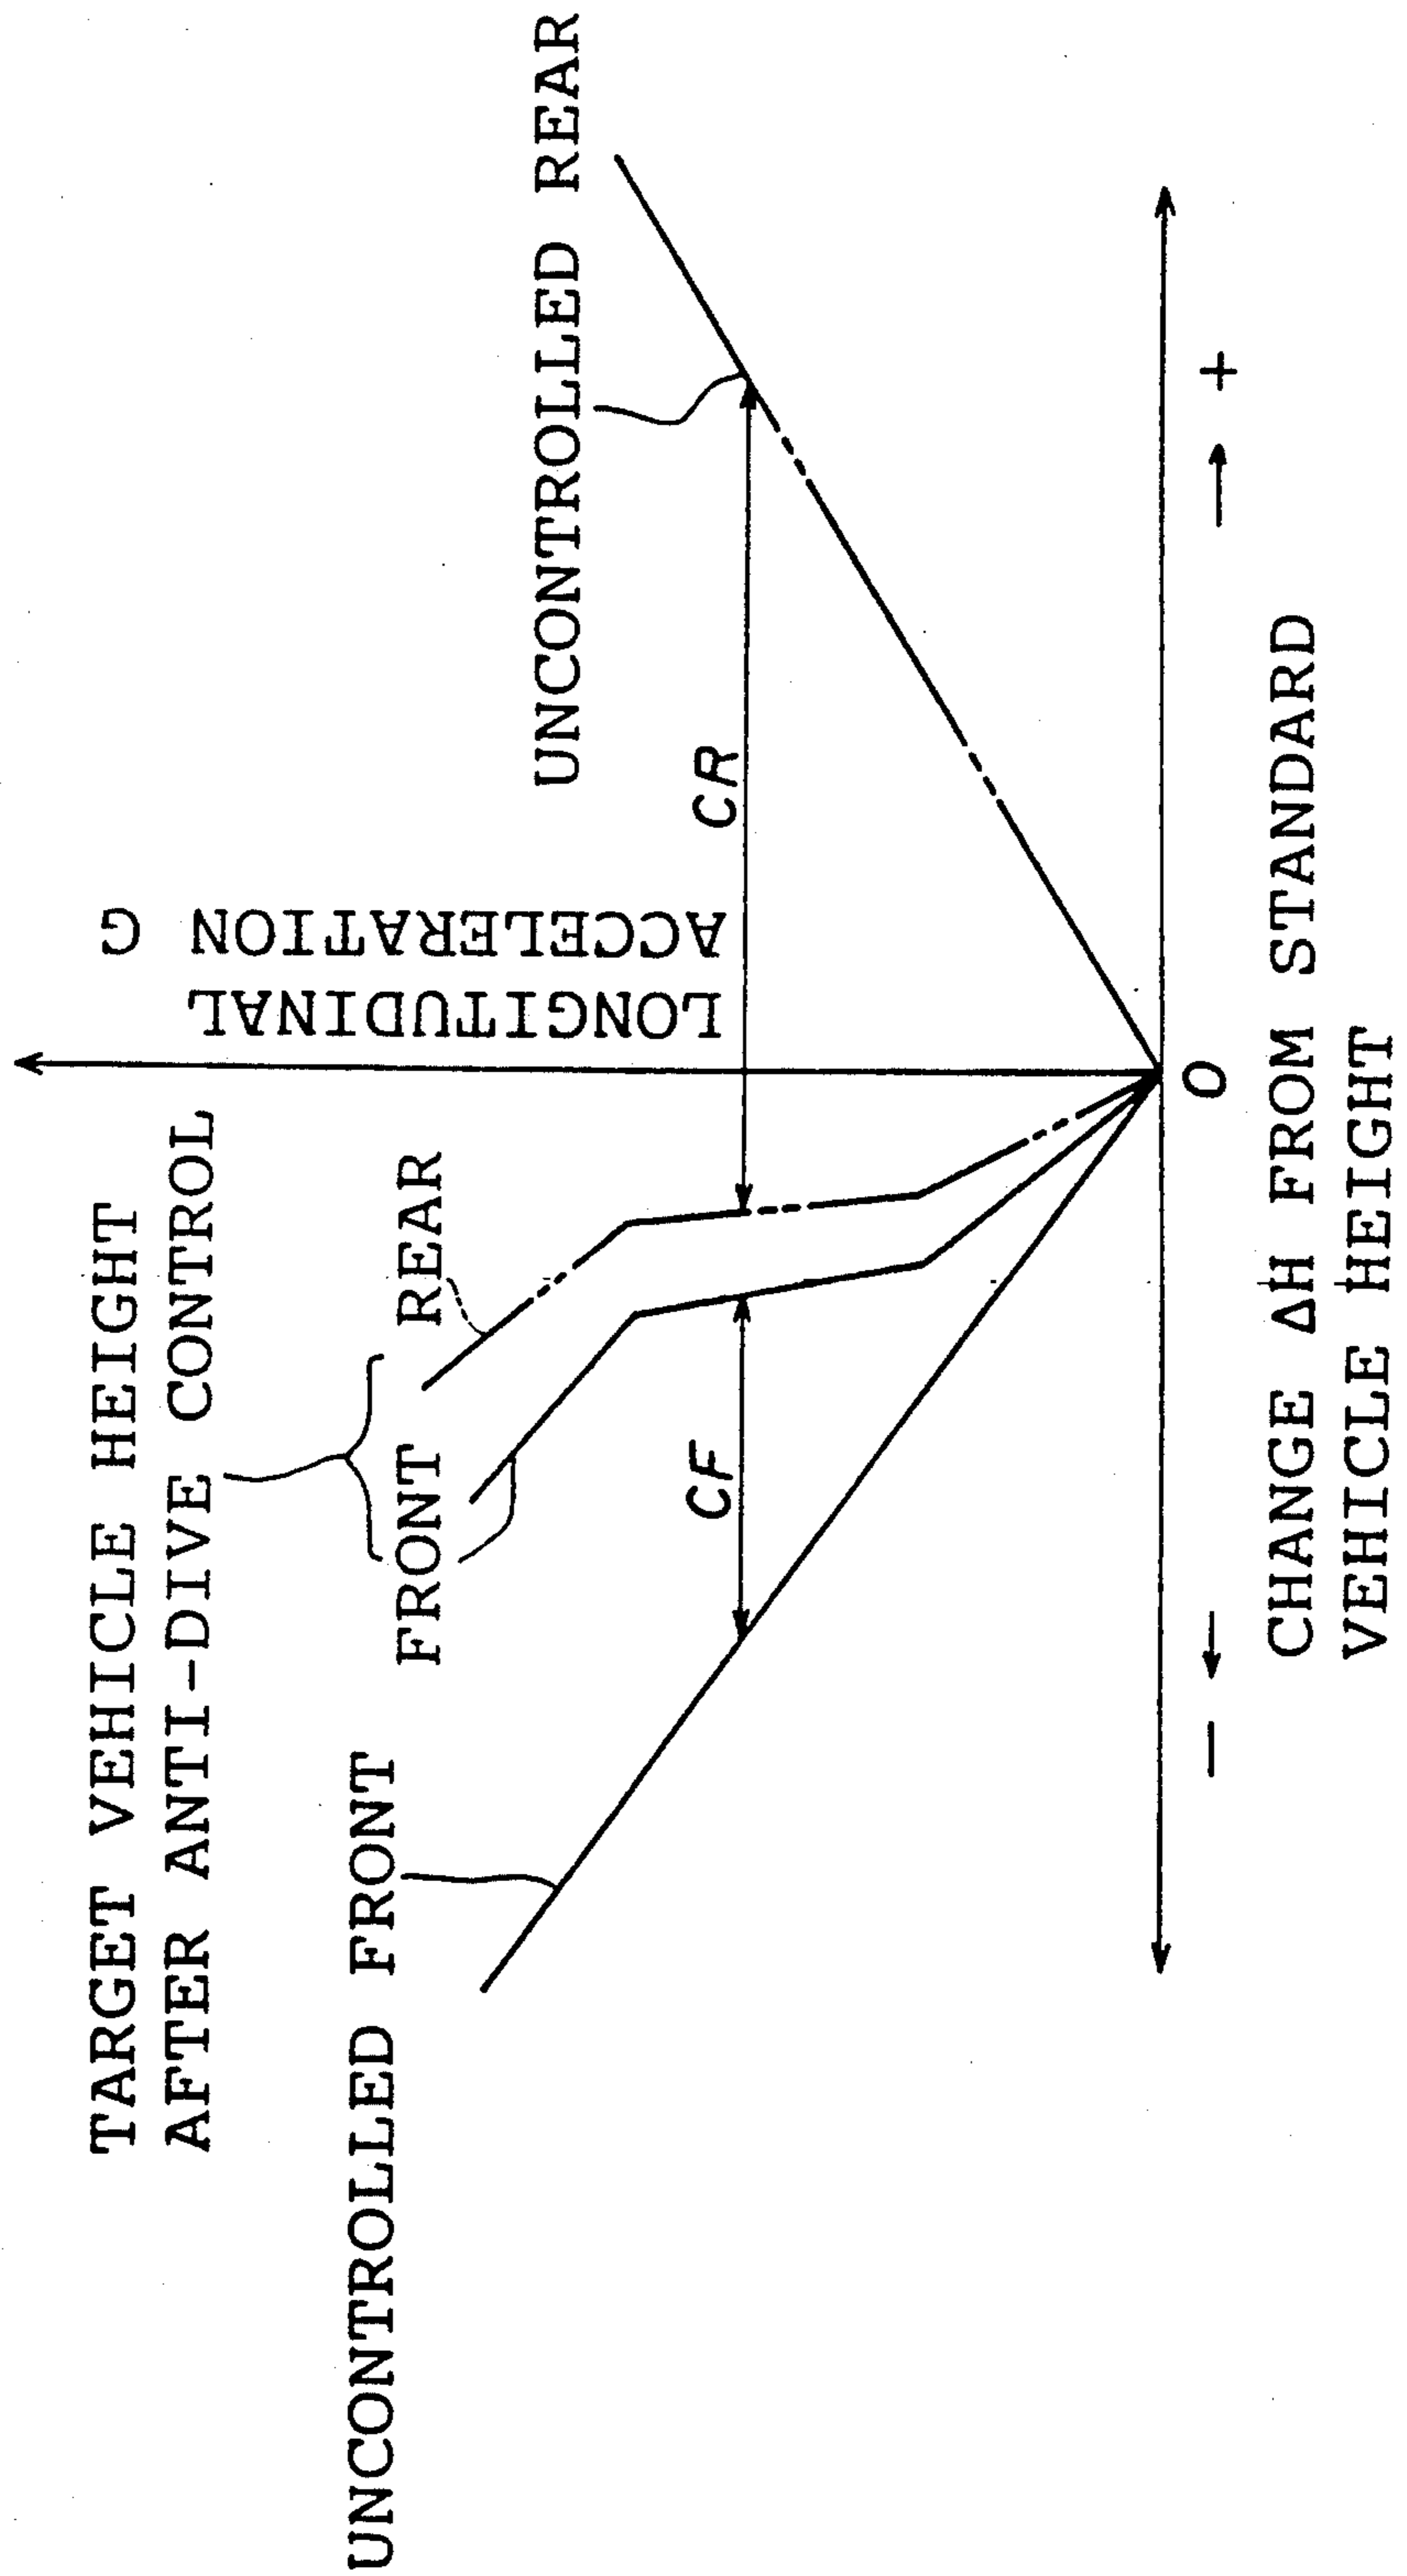 TARGET VEHICLE HEIGHT
AFTER ANTI-DIVE CONTROL
FRONT REAR
UNCONTROLLED FRONT
UNCONTROLLED REAR
LONGITUDINAL
ACCELERATION G
CF
CR
O
− ← → +
CHANGE ΔH FROM STANDARD
VEHICLE HEIGHT